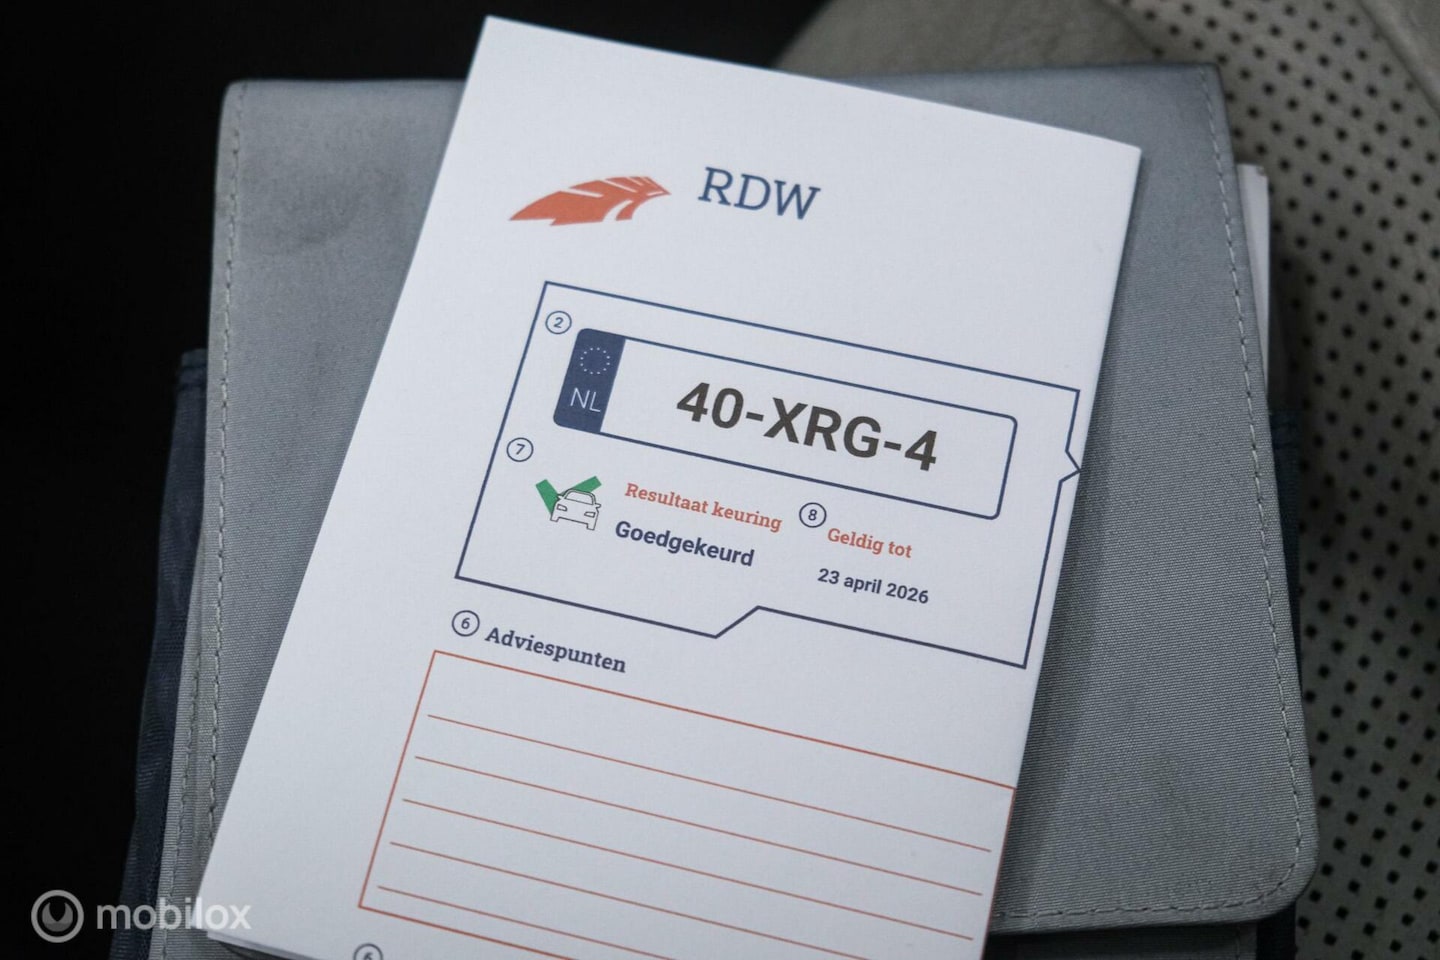 RDW
2
NL
40-XRG-4
7
Resultaat keuring
Goedgekeurd
8
Geldig tot
23 april 2026
6
Adviespunten
6
mobilox